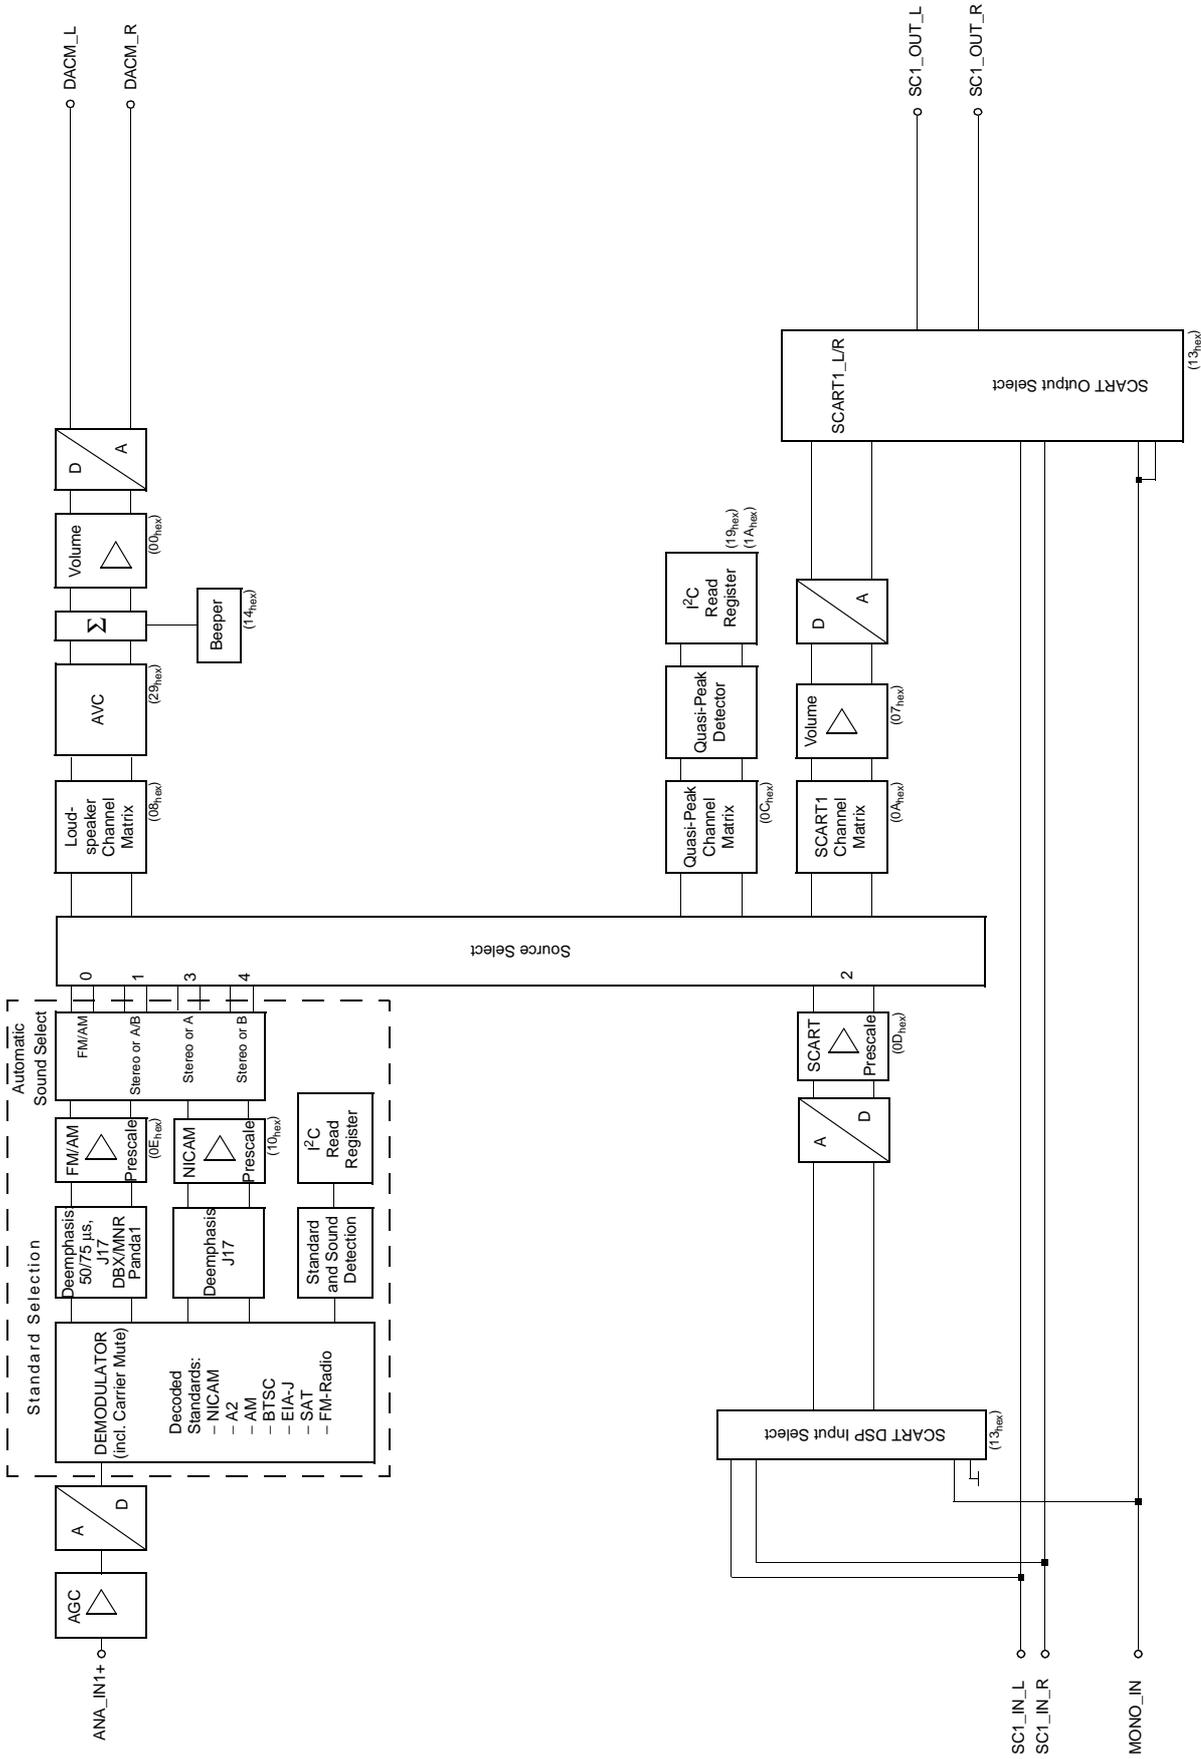 ANA_IN1+
AGC
A
D
Standard Selection
DEMODULATOR
(incl. Carrier Mute)
Decoded
Standards:
– NICAM
– A2
– AM
– BTSC
– EIA-J
– SAT
– FM-Radio
Deemphasis:
50/75 µs,
J17
DBX/MNR
Panda1
Deemphasis
J17
Standard
and Sound
Detection
FM/AM
Prescale
(0Ehex)
NICAM
Prescale
(10hex)
I2C
Read
Register
Automatic
Sound Select
FM/AM
Stereo or A/B
Stereo or A
Stereo or B
0
1
3
4
2
Source Select
Loud-
speaker
Channel
Matrix
(08hex)
AVC
(29hex)
Σ
Beeper
(14hex)
Volume
(00hex)
D
A
DACM_L
DACM_R
Quasi-Peak
Channel
Matrix
(0Chex)
Quasi-Peak
Detector
I2C
Read
Register
(19hex)
(1Ahex)
SCART1
Channel
Matrix
(0Ahex)
Volume
(07hex)
D
A
SCART1_L/R
SCART Output Select
(13hex)
SC1_OUT_L
SC1_OUT_R
SCART
Prescale
(0Dhex)
A
D
SCART DSP Input Select
(13hex)
SC1_IN_L
SC1_IN_R
MONO_IN